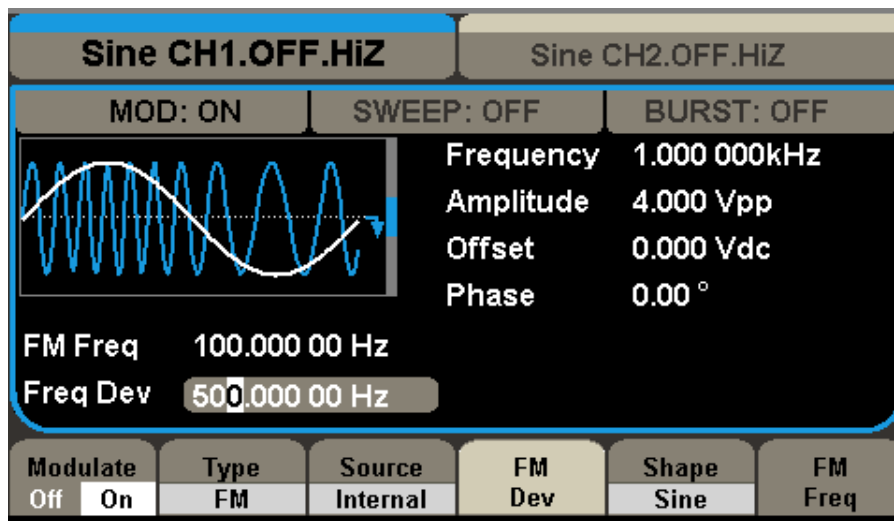 Sine CH1.OFF.HiZ
Sine CH2.OFF.HiZ
MOD: ON
SWEEP: OFF
BURST: OFF
Frequency 1.000 000kHz
Amplitude 4.000 Vpp
Offset 0.000 Vdc
Phase 0.00 °
FM Freq 100.000 00 Hz
Freq Dev 500.000 00 Hz
Modulate
Off On
Type
FM
Source
Internal
FM
Dev
Shape
Sine
FM
Freq